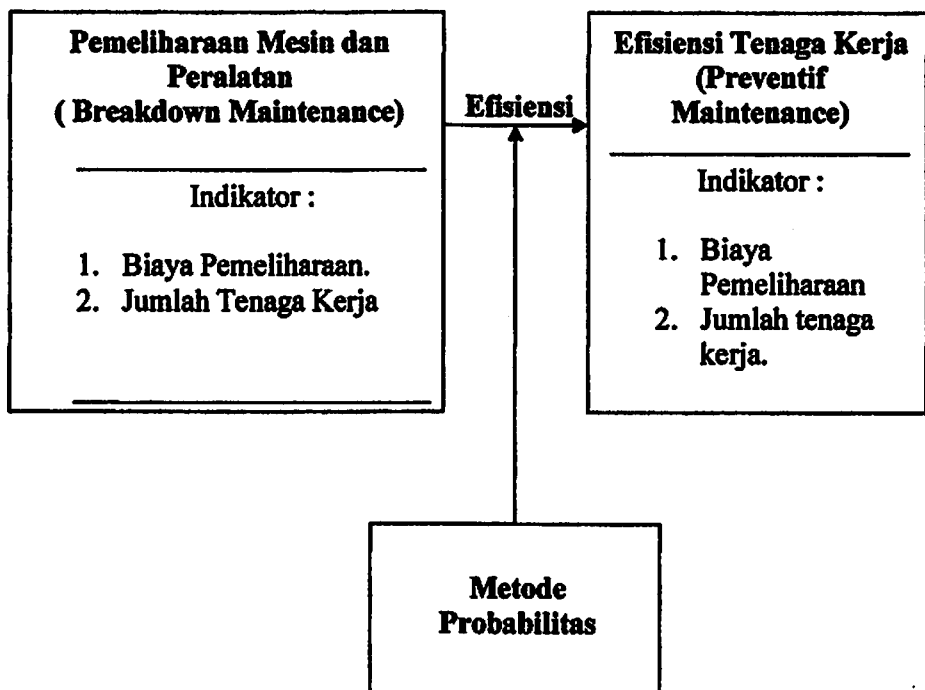 Pemeliharaan Mesin dan
Peralatan
( Breakdown Maintenance)
Indikator :
1. Biaya Pemeliharaan.
2. Jumlah Tenaga Kerja
Efisiensi
Efisiensi Tenaga Kerja
(Preventif
Maintenance)
Indikator :
1. Biaya
Pemeliharaan
2. Jumlah tenaga
kerja.
Metode
Probabilitas